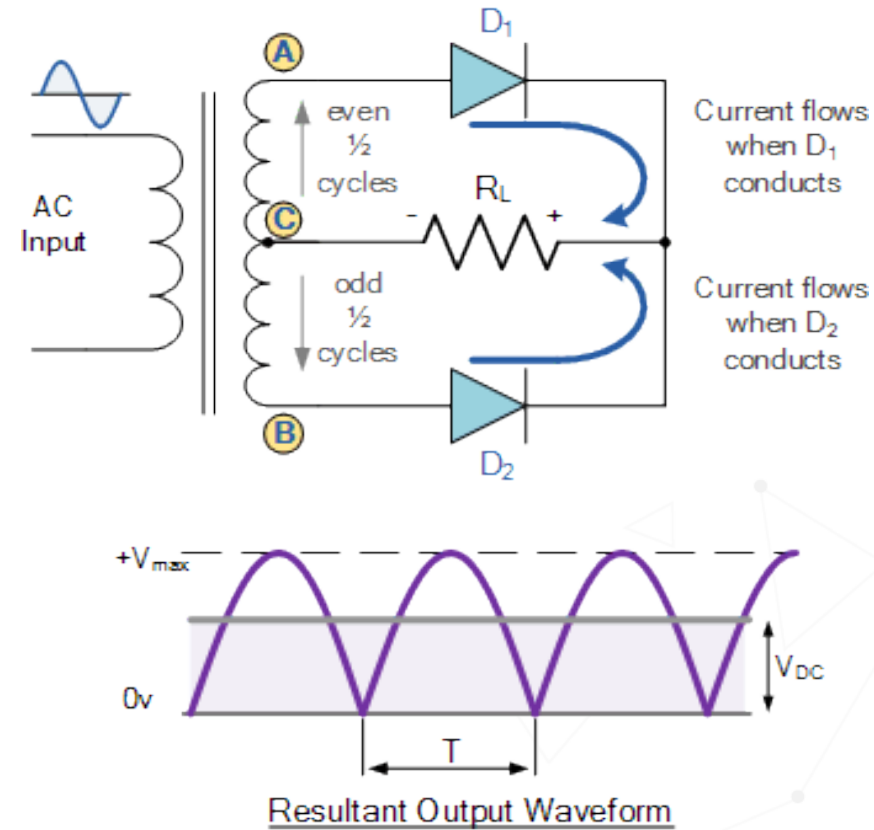 D1
A
even
½
cycles
Current flows
when D1
conducts
AC
Input
C
- RL +
odd
½
cycles
Current flows
when D2
conducts
B
D2
+Vmax
VDC
0v
T
Resultant Output Waveform